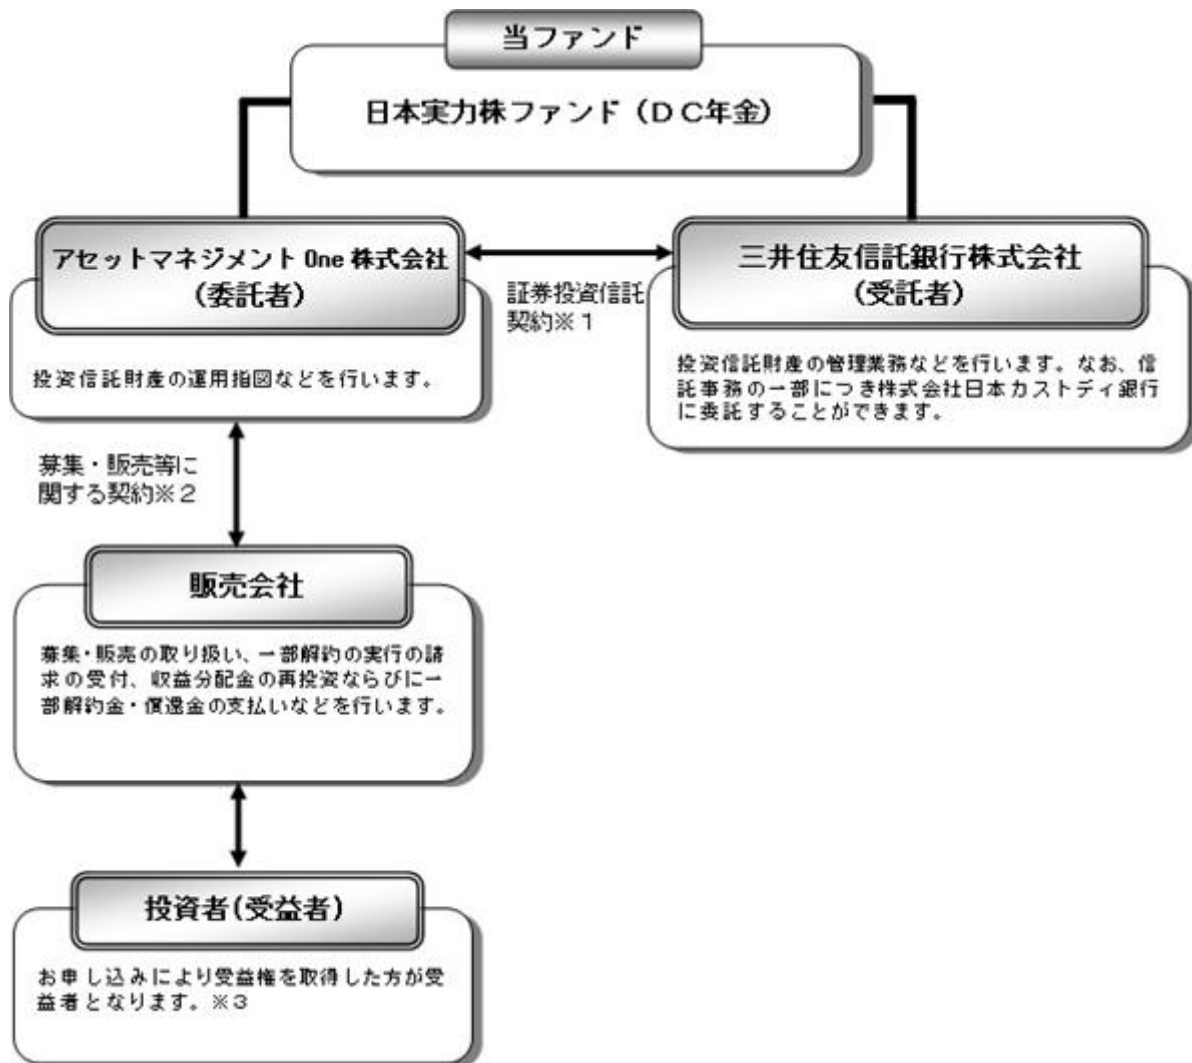 当ファンド
日本実力株ファンド（ＤＣ年金）
アセットマネジメント One 株式会社
（委託者）
投資信託財産の運用指図などを行います。
証券投資信託
契約※１
三井住友信託銀行株式会社
（受託者）
投資信託財産の管理業務などを行います。なお、信
託事務の一部につき株式会社日本カストディ銀行
に委託することができます。
募集・販売等に
関する契約※２
販売会社
募集・販売の取り扱い、一部解約の実行の請
求の受付、収益分配金の再投資ならびに一
部解約金・償還金の支払いなどを行います。
投資者（受益者）
お申し込みにより受益権を取得した方が受
益者となります。※３